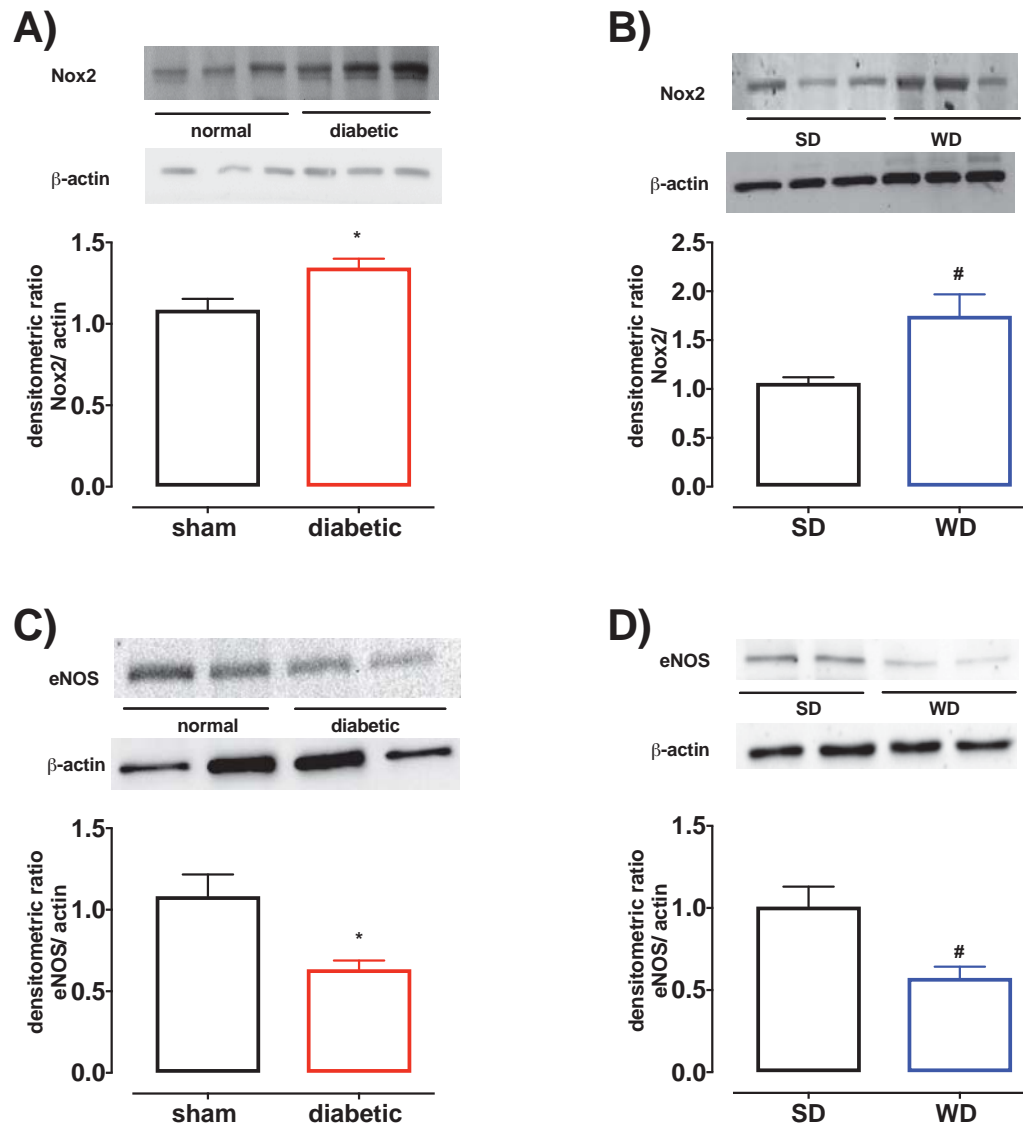 A)
Nox2
normal diabetic
β-actin
densitometric ratio
Nox2/ actin
1.5
1.0
0.5
0.0
*
sham diabetic
B)
Nox2
SD WD
β-actin
densitometric ratio
Nox2/
2.5
2.0
1.5
1.0
0.5
0.0
#
SD WD
C)
eNOS
normal diabetic
β-actin
densitometric ratio
eNOS/ actin
1.5
1.0
0.5
0.0
*
sham diabetic
D)
eNOS
SD WD
β-actin
densitometric ratio
eNOS/ actin
1.5
1.0
0.5
0.0
#
SD WD